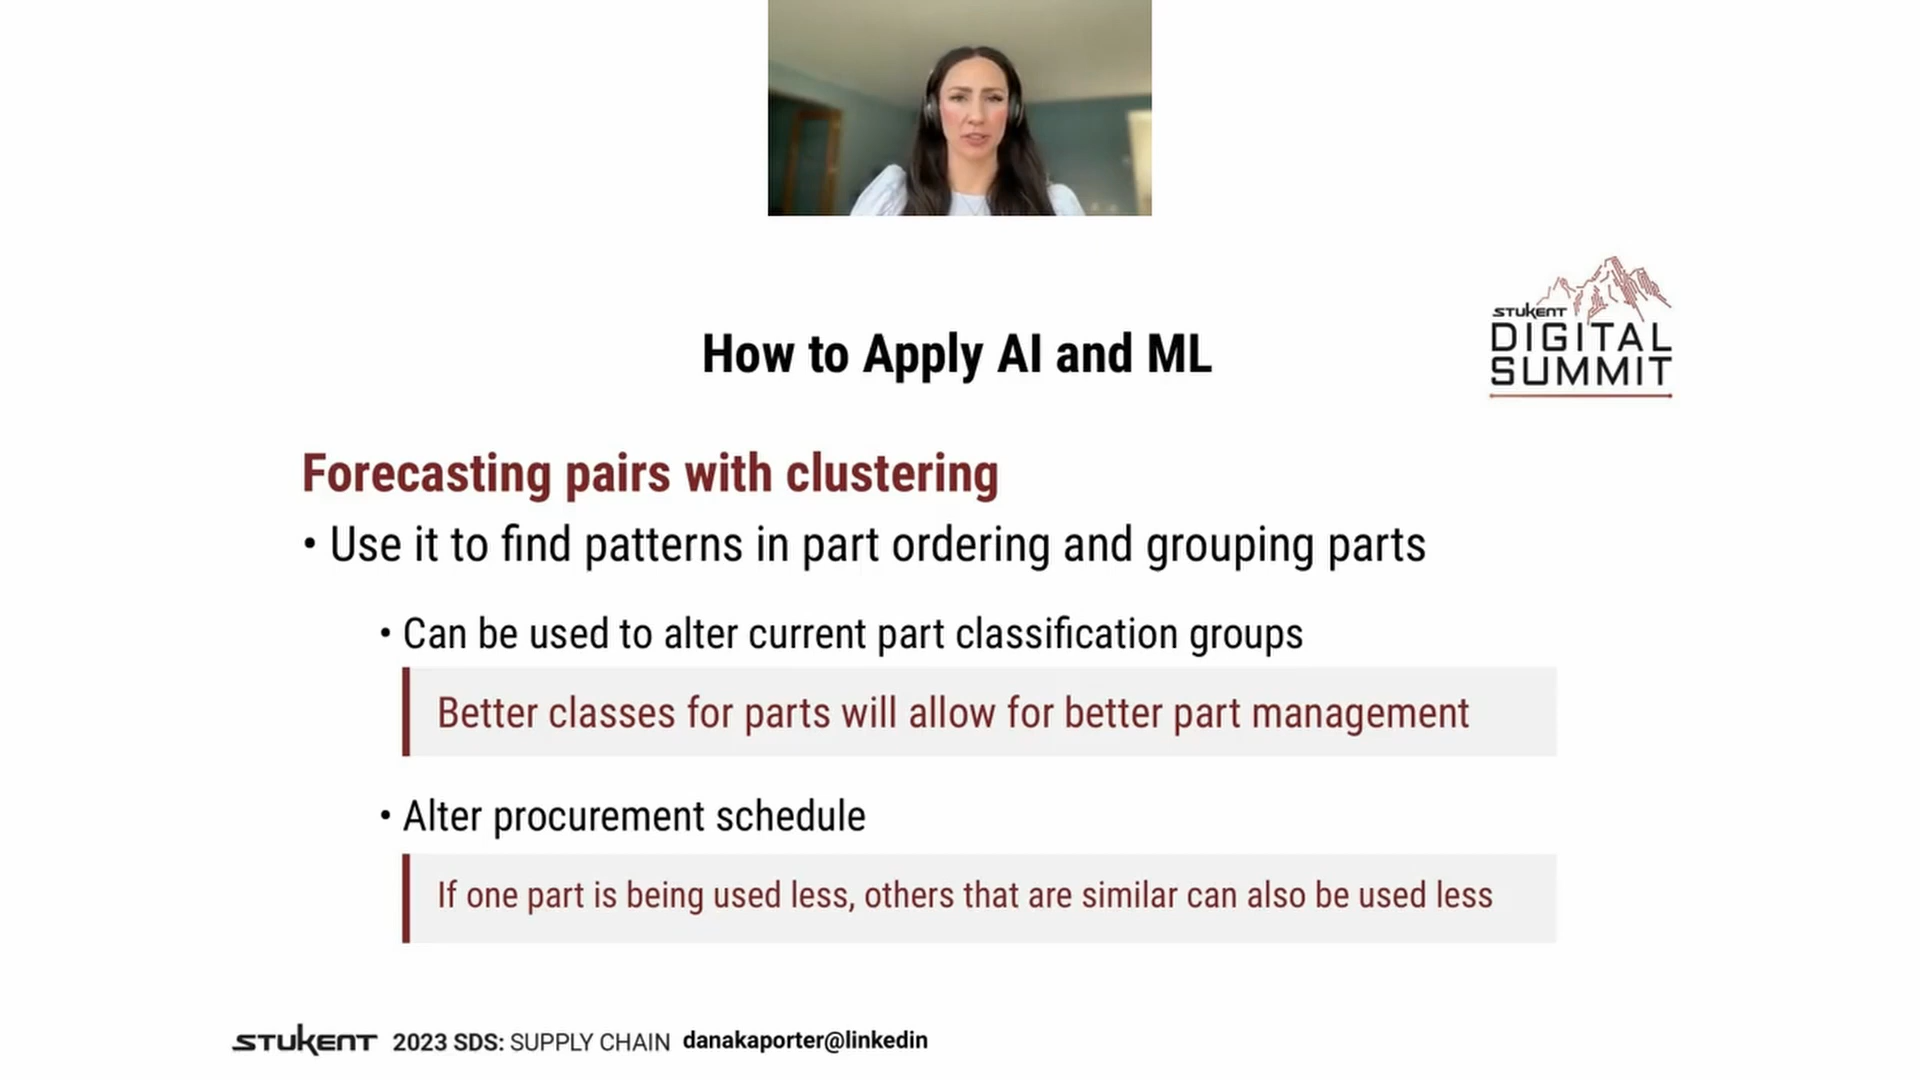 STUKENT
DIGITAL
SUMMIT
How to Apply AI and ML
Forecasting pairs with clustering
• Use it to find patterns in part ordering and grouping parts
• Can be used to alter current part classification groups
Better classes for parts will allow for better part management
• Alter procurement schedule
If one part is being used less, others that are similar can also be used less
STUKENT 2023 SDS: SUPPLY CHAIN danakaporter@linkedin